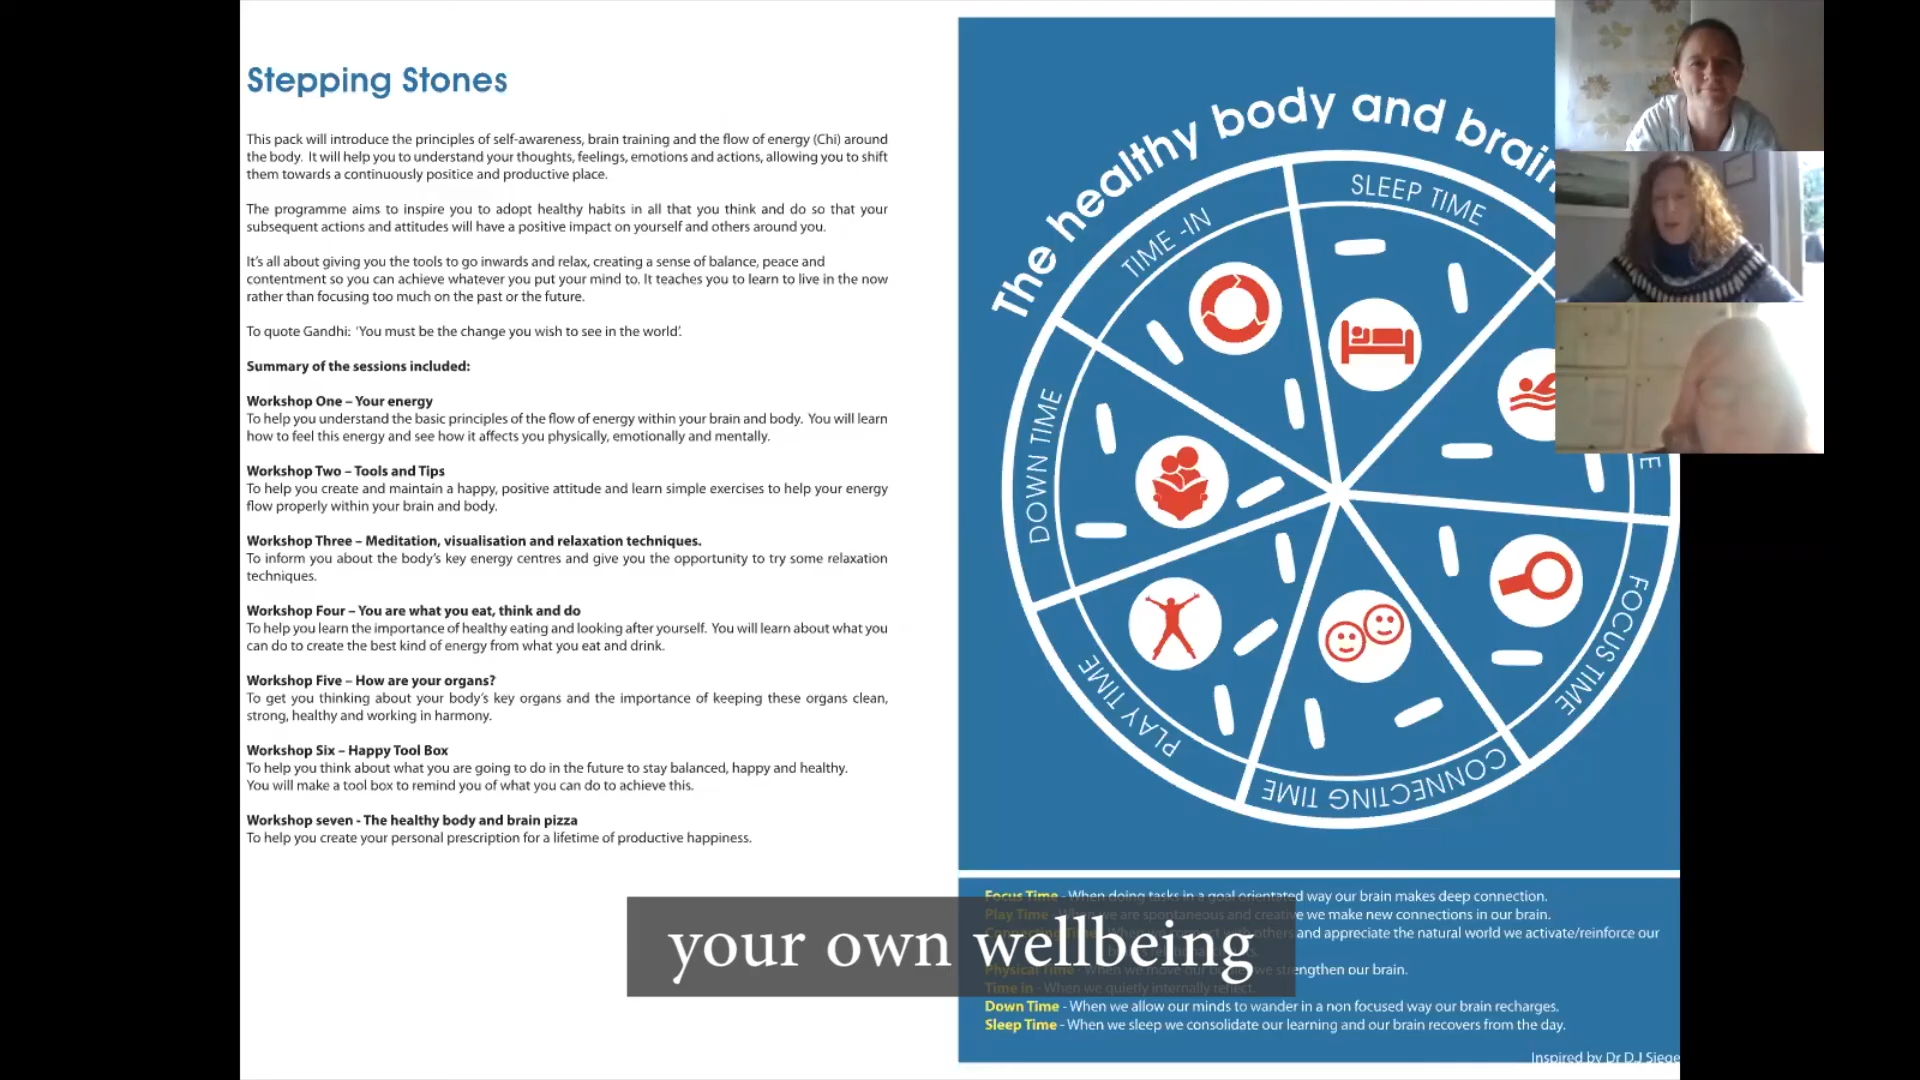 Stepping Stones
This pack will introduce the principles of self-awareness, brain training and the flow of energy (Chi) around
the body. It will help you to understand your thoughts, feelings, emotions and actions, allowing you to shift
them towards a continuously positice and productive place.
The programme aims to inspire you to adopt healthy habits in all that you think and do so that your
subsequent actions and attitudes will have a positive impact on yourself and others around you.
It's all about giving you the tools to go inwards and relax, creating a sense of balance, peace and
contentment so you can achieve whatever you put your mind to. It teaches you to learn to live in the now
rather than focusing too much on the past or the future.
To quote Gandhi: 'You must be the change you wish to see in the world'.
Summary of the sessions included:
Workshop One – Your energy
To help you understand the basic principles of the flow of energy within your brain and body. You will learn
how to feel this energy and see how it affects you physically, emotionally and mentally.
Workshop Two – Tools and Tips
To help you create and maintain a happy, positive attitude and learn simple exercises to help your energy
flow properly within your brain and body.
Workshop Three – Meditation, visualisation and relaxation techniques.
To inform you about the body's key energy centres and give you the opportunity to try some relaxation
techniques.
Workshop Four – You are what you eat, think and do
To help you learn the importance of healthy eating and looking after yourself. You will learn about what you
can do to create the best kind of energy from what you eat and drink.
Workshop Five – How are your organs?
To get you thinking about your body's key organs and the importance of keeping these organs clean,
strong, healthy and working in harmony.
Workshop Six – Happy Tool Box
To help you think about what you are going to do in the future to stay balanced, happy and healthy.
You will make a tool box to remind you of what you can do to achieve this.
Workshop seven - The healthy body and brain pizza
To help you create your personal prescription for a lifetime of productive happiness.
The healthy body and brain
TIME -IN
SLEEP TIME
DOWN TIME
E
FOCUS TIME
PLAY TIME
CONNECTING TIME
Focus Time - When doing tasks in a goal orientated way our brain makes deep connection.
Play Time - When we are spontaneous and creative we make new connections in our brain.
others and appreciate the natural world we activate/reinforce our
Physical Time - When we move our we strengthen our brain.
Time in - When we quietly internally reflect.
Down Time - When we allow our minds to wander in a non focused way our brain recharges.
Sleep Time - When we sleep we consolidate our learning and our brain recovers from the day.
Inspired by Dr D.J Siege
your own wellbeing